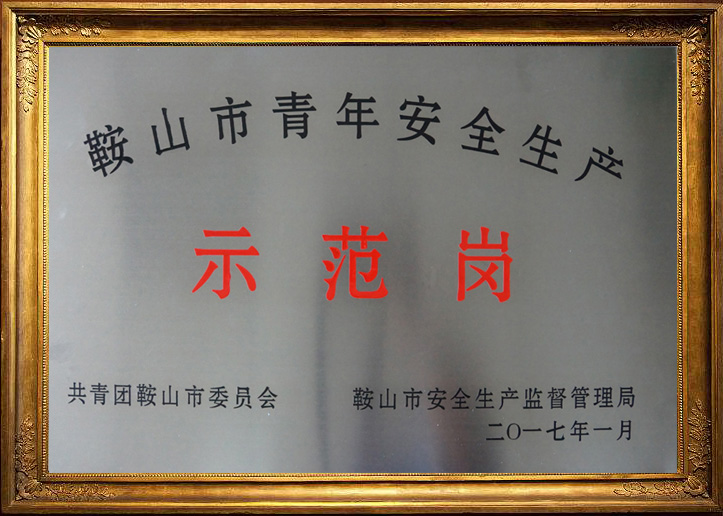 鞍山市青年安全生产
示范岗
共青团鞍山市委员会 鞍山市安全生产监督管理局
二〇一七年一月